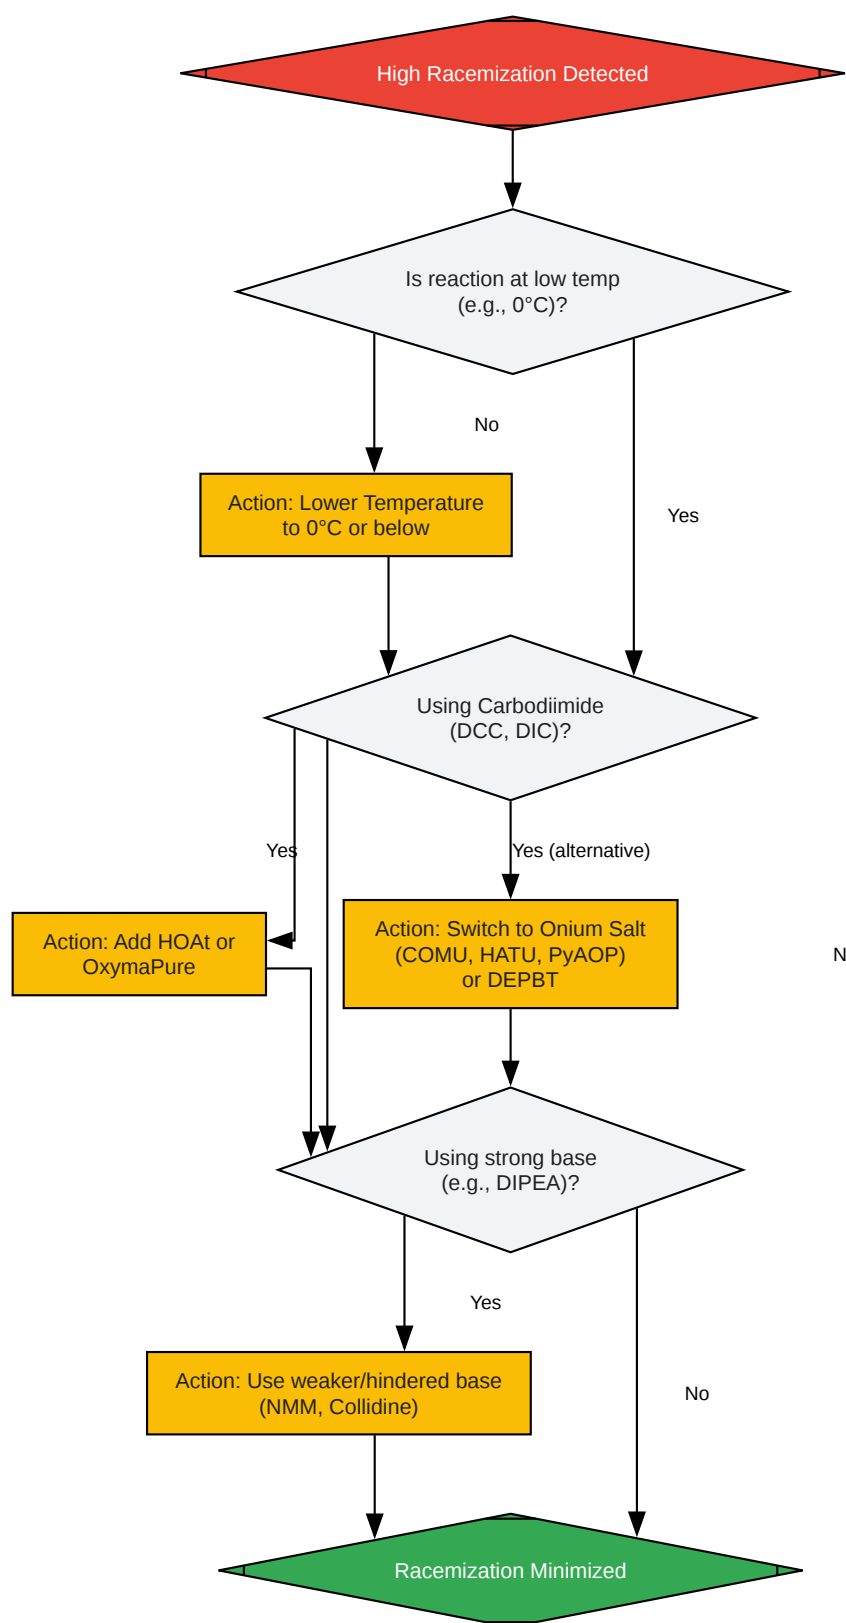 High Racemization Detected
Is reaction at low temp
(e.g., 0°C)?
No
Action: Lower Temperature
to 0°C or below
Yes
Using Carbodiimide
(DCC, DIC)?
Yes
Yes (alternative)
Action: Add HOAt or
OxymaPure
Action: Switch to Onium Salt
(COMU, HATU, PyAOP)
or DEPBT
N
Using strong base
(e.g., DIPEA)?
Yes
Action: Use weaker/hindered base
(NMM, Collidine)
No
Racemization Minimized